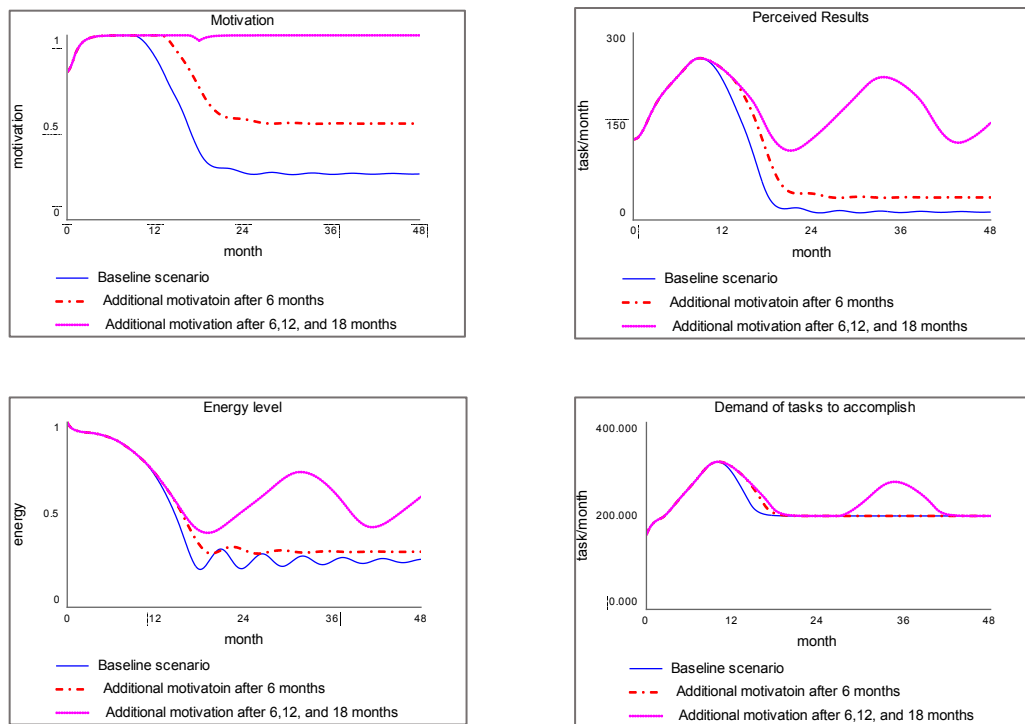 Motivation
1
0.5
0
motivation
0 12 24 36 48
month
Baseline scenario
Additional motivatoin after 6 months
Additional motivation after 6,12, and 18 months
Perceived Results
300
150
0
task/month
0 12 24 36 48
month
Baseline scenario
Additional motivatoin after 6 months
Additional motivation after 6,12, and 18 months
Energy level
1
0.5
0
energy
0 12 24 36 48
month
Baseline scenario
Additional motivatoin after 6 months
Additional motivation after 6,12, and 18 months
Demand of tasks to accomplish
400.000
200.000
0.000
task/month
0 12 24 36 48
month
Baseline scenario
Additional motivatoin after 6 months
Additional motivation after 6,12, and 18 months